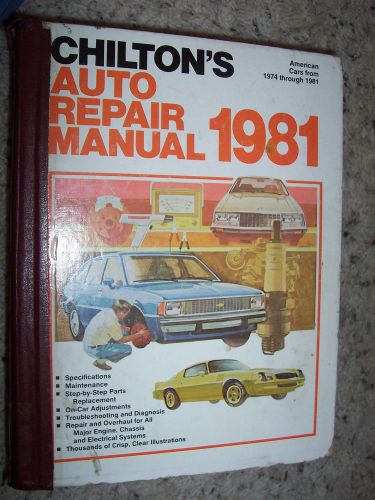 CHILTON'S
American
Cars from
1974 through 1981
AUTO
REPAIR
MANUAL 1981
Specifications
Maintenance
Step-by-Step Parts
Replacement
On-Car Adjustments
Troubleshooting and Diagnosis
Repair and Overhaul for All
Major Engine, Chassis
and Electrical Systems
Thousands of Crisp, Clear Illustrations